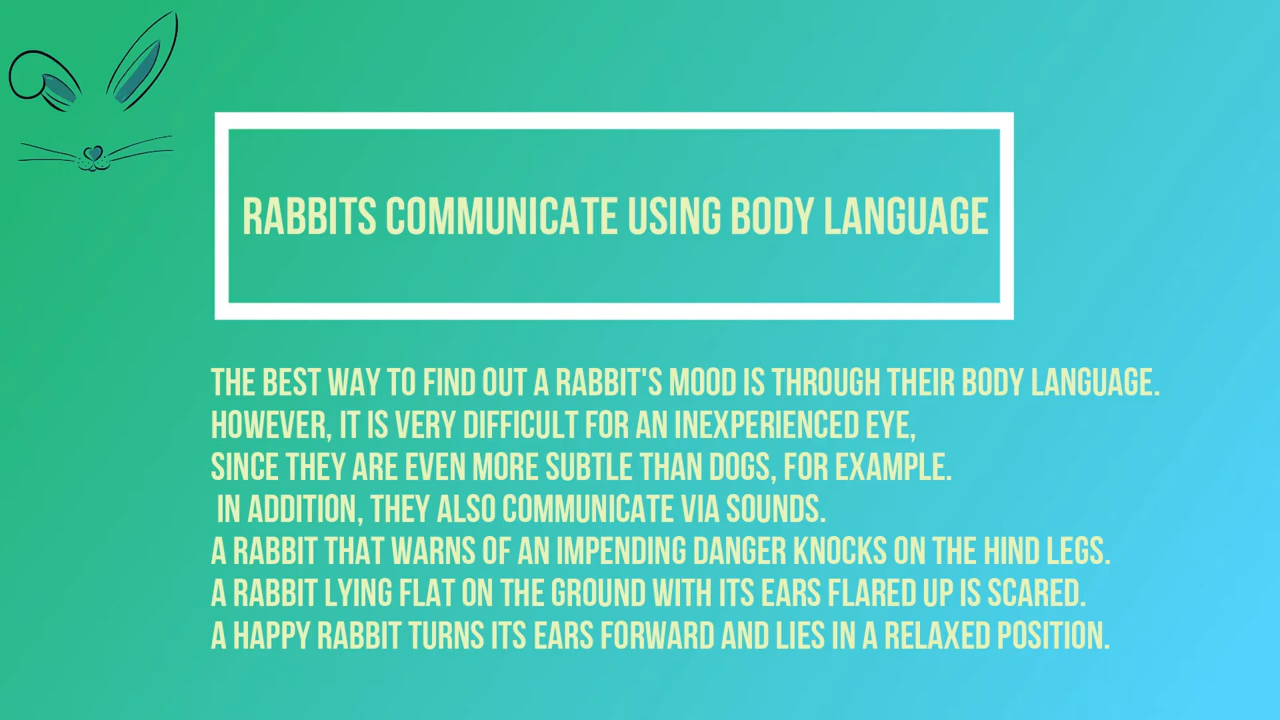 RABBITS COMMUNICATE USING BODY LANGUAGE
THE BEST WAY TO FIND OUT A RABBIT'S MOOD IS THROUGH THEIR BODY LANGUAGE.
HOWEVER, IT IS VERY DIFFICULT FOR AN INEXPERIENCED EYE,
SINCE THEY ARE EVEN MORE SUBTLE THAN DOGS, FOR EXAMPLE.
IN ADDITION, THEY ALSO COMMUNICATE VIA SOUNDS.
A RABBIT THAT WARNS OF AN IMPENDING DANGER KNOCKS ON THE HIND LEGS.
A RABBIT LYING FLAT ON THE GROUND WITH ITS EARS FLARED UP IS SCARED.
A HAPPY RABBIT TURNS ITS EARS FORWARD AND LIES IN A RELAXED POSITION.